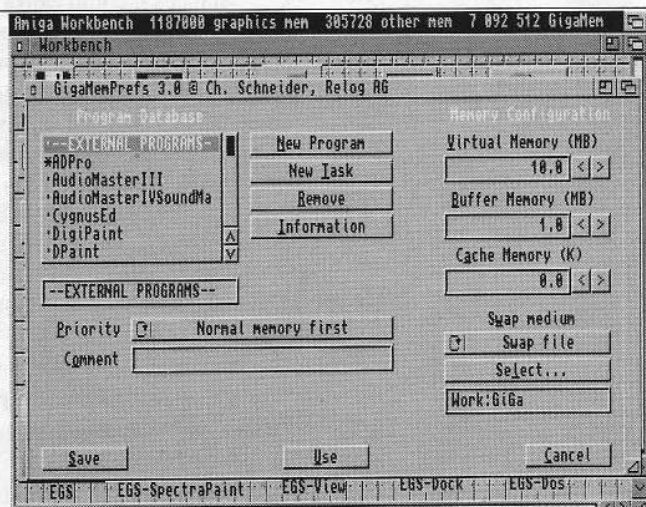 Amiga Workbench 1187000 graphics mem 305728 other mem 7 092 512 GigaMem
Workbench
GigaMemPrefs 3.0 © Ch. Schneider, Relog AG
Program Database
Memory Configuration
--EXTERNAL PROGRAMS-
*ADPro
·AudioMasterIII
·AudioMasterIVSoundMa
·CygnusEd
·DigiPaint
·DPaint
--EXTERNAL PROGRAMS--
New Program
New Task
Remove
Information
Virtual Memory (MB)
10.0 < >
Buffer Memory (MB)
1.0 < >
Cache Memory (K)
0.0 < >
Priority Normal memory first
Comment
Swap medium
Swap file
Select...
Work:GiGa
Save
Use
Cancel
EGS EGS-SpectraPaint EGS-View EGS-Dock EGS-Dos